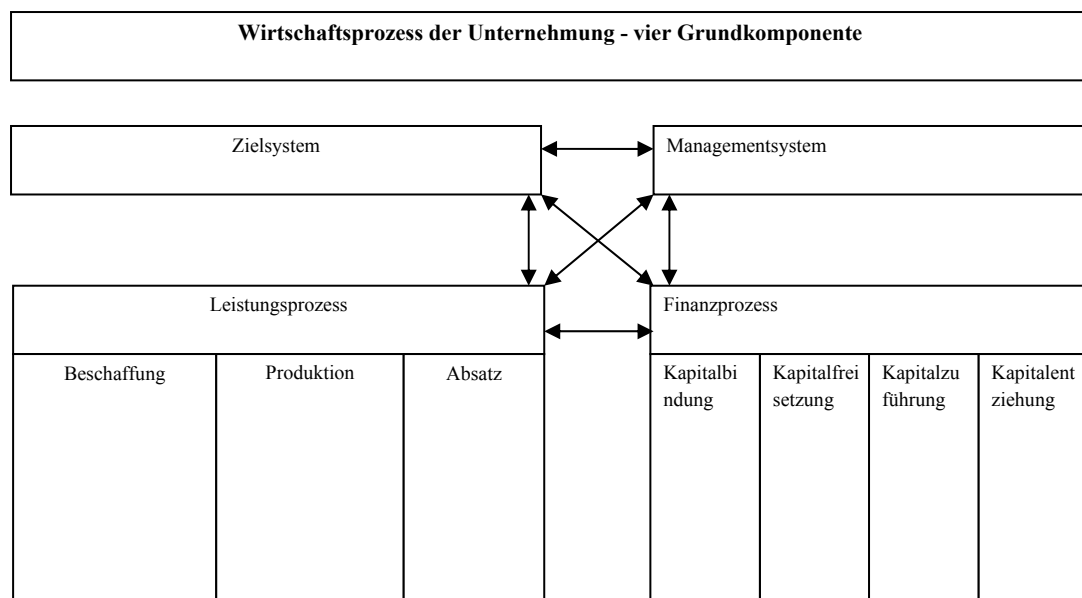 Wirtschaftsprozess der Unternehmung - vier Grundkomponente
Zielsystem
Managementsystem
Leistungsprozess
Finanzprozess
Beschaffung
Produktion
Absatz
Kapitalbi
ndung
Kapitalfrei
setzung
Kapitalzu
führung
Kapitalent
ziehung